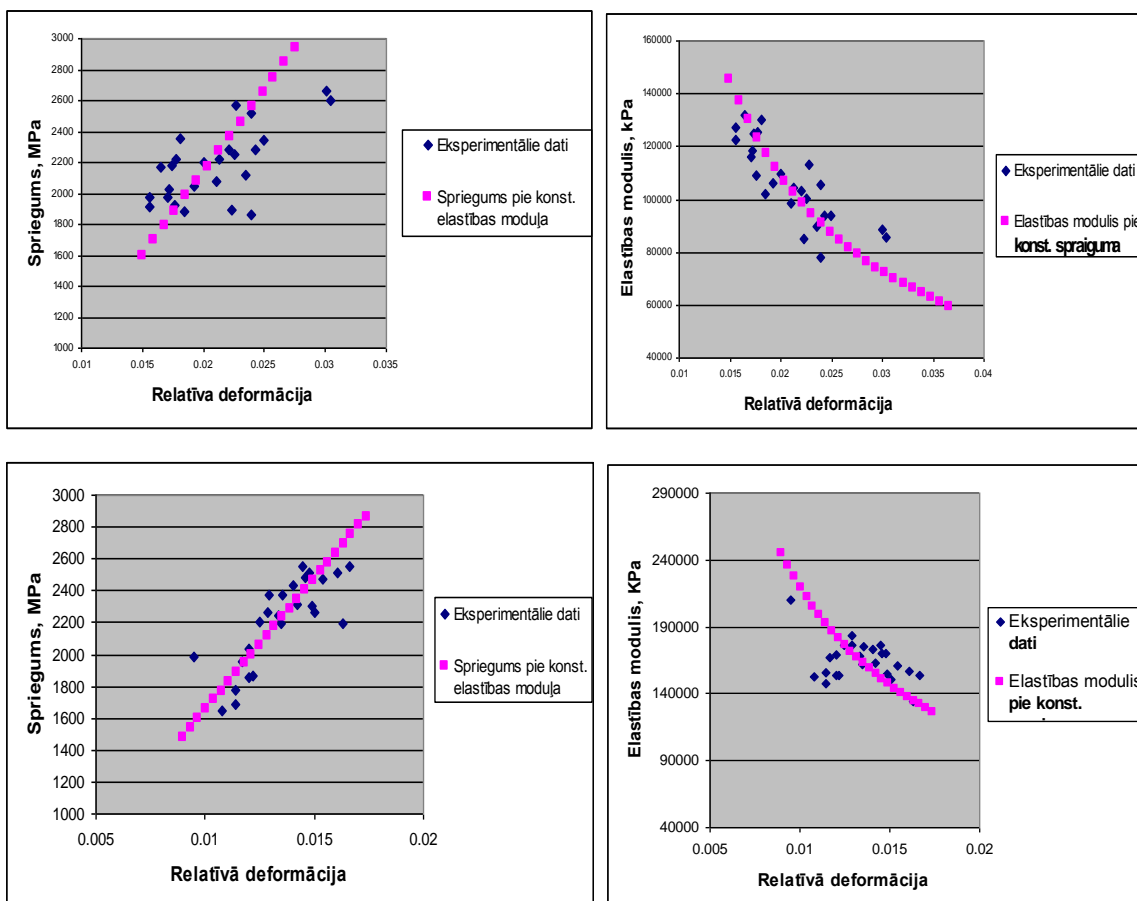 Spriegums, MPa
3000
2800
2600
2400
2200
2000
1800
1600
1400
1200
1000
0.01
0.015
0.02
0.025
0.03
0.035
Relatīva deformācija
Eksperimentālie dati
Spriegums pie konst.
elastības moduļa
Elastības modulis, kPa
160000
140000
120000
100000
80000
60000
40000
0.01
0.015
0.02
0.025
0.03
0.035
0.04
Relatīvā deformācija
Eksperimentālie dati
Elastības modulis pie
konst. spraiguma
Spriegums, MPa
3000
2800
2600
2400
2200
2000
1800
1600
1400
1200
1000
0.005
0.01
0.015
0.02
Relatīvā deformācija
Eksperimentālie dati
Spriegums pie konst.
elastības moduļa
Elastības modulis, KPa
290000
240000
190000
140000
90000
40000
0.005
0.01
0.015
0.02
Relatīvā deformācija
Eksperimentālie
dati
Elastības modulis
pie konst.